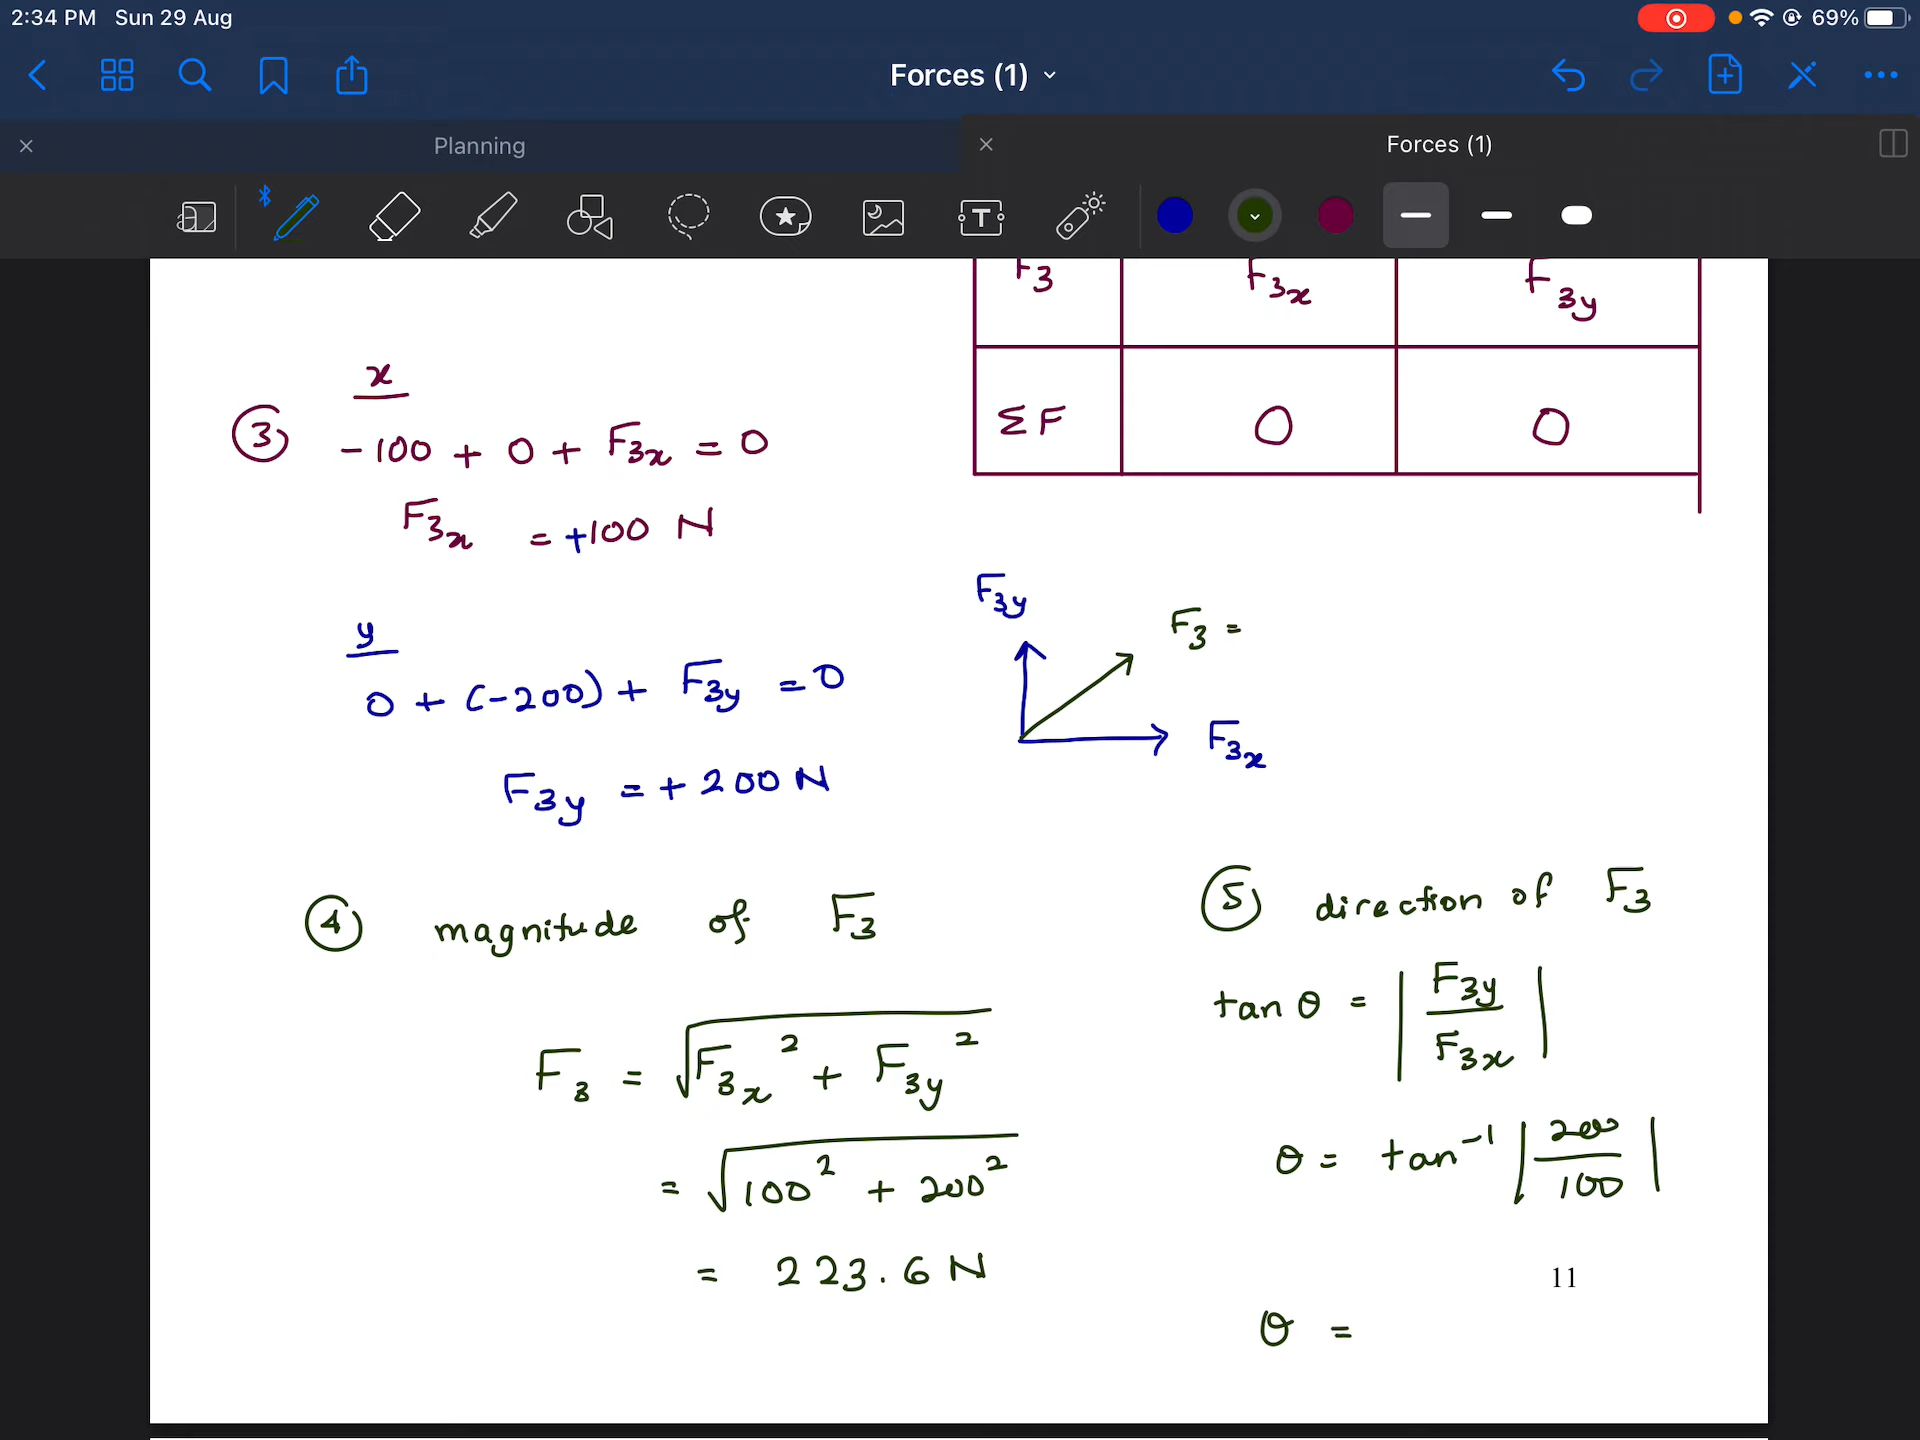 2:34 PM Sun 29 Aug
69%
Forces (1)
Planning
Forces (1)
F3 F3x F3y
ΣF 0 0
x
③ -100 + 0 + F3x = 0
F3x = +100 N
y
0 + (-200) + F3y = 0
F3y = + 200 N
F3y
F3 =
F3x
④ magnitude of F3
F3 = √F3x² + F3y²
= √100² + 200²
= 223.6 N
⑤ direction of F3
tan θ = |F3y/F3x|
θ = tan⁻¹ |200/100|
11
θ =